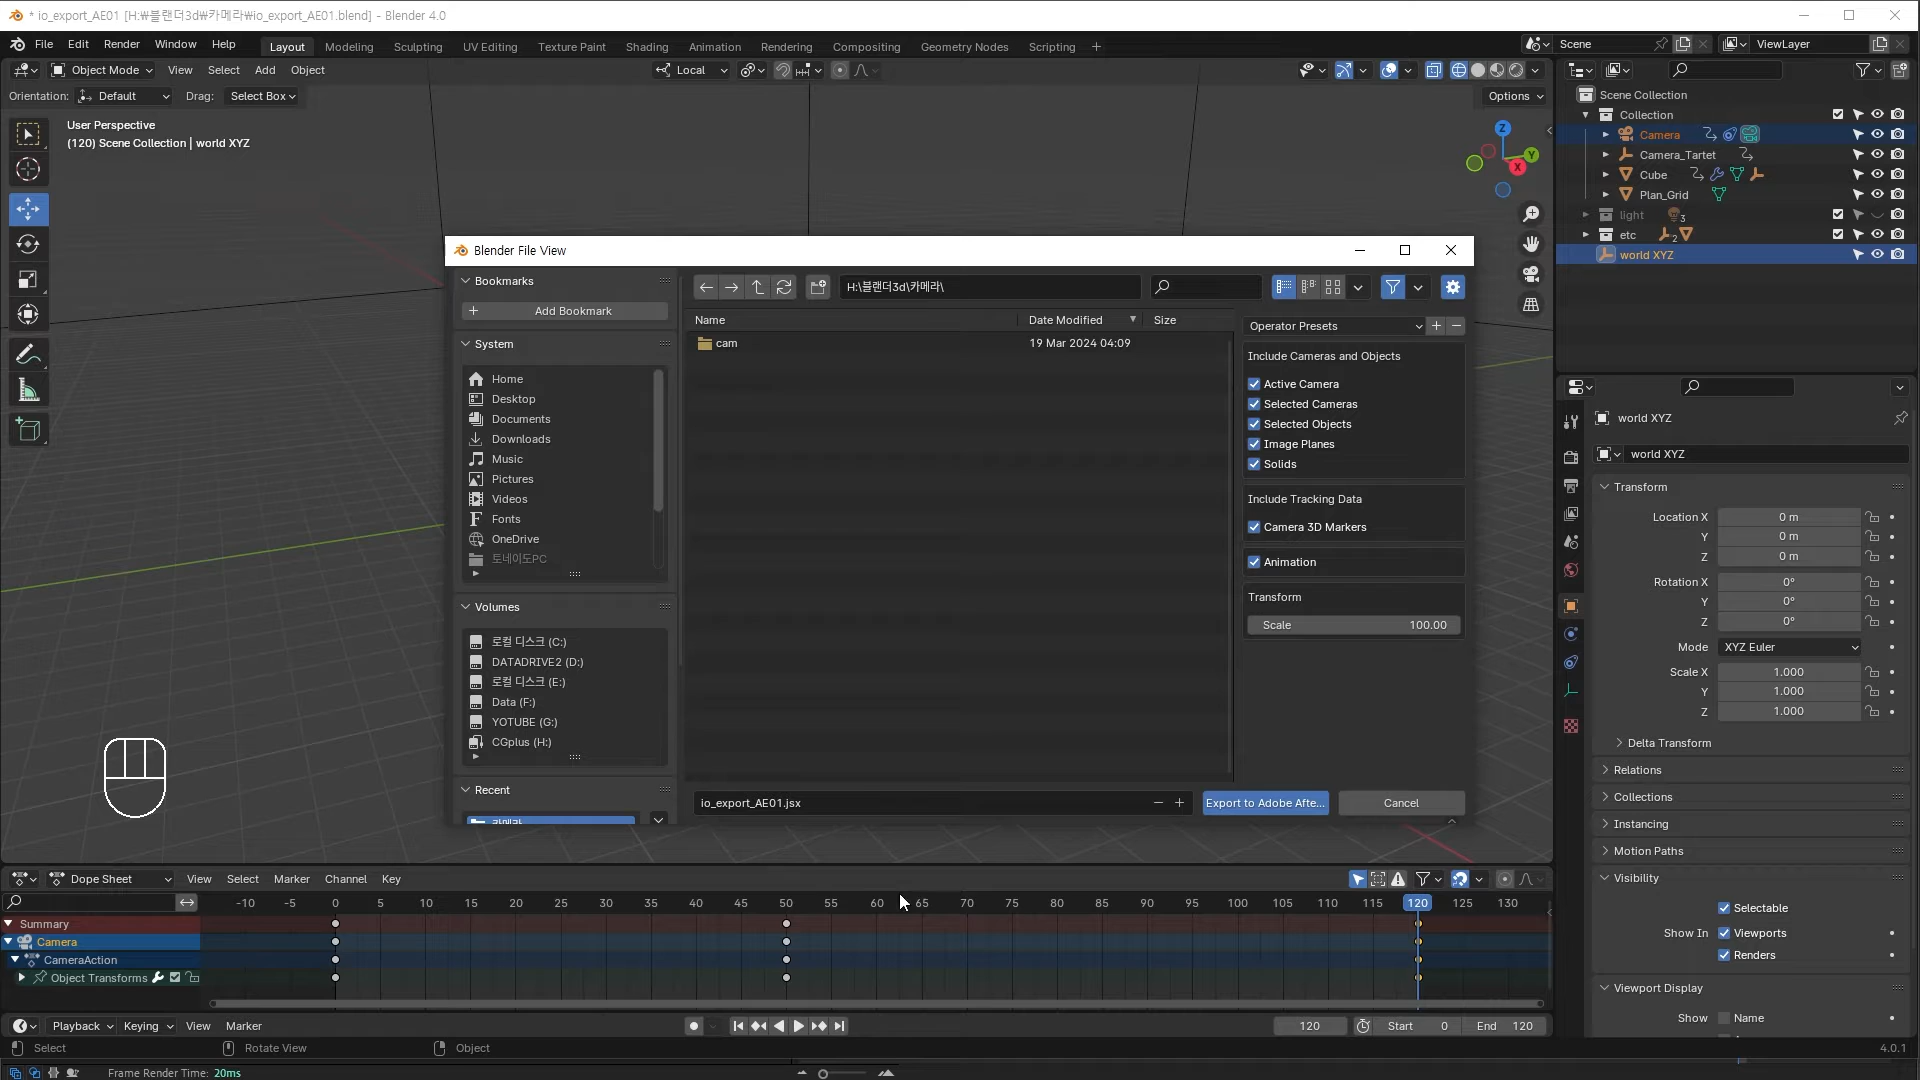 * io_export_AE01 [H:₩블랜더3d₩카메라₩io_export_AE01.blend] - Blender 4.0
File Edit Render Window Help Layout Modeling Sculpting UV Editing Texture Paint Shading Animation Rendering Compositing Geometry Nodes Scripting + Scene ViewLayer
Object Mode View Select Add Object Local
Orientation: Default Drag: Select Box Options
User Perspective
(120) Scene Collection | world XYZ
Z
Y
X
Scene Collection
Collection
Camera
Camera_Tartet
Cube
Plan_Grid
light 3
etc 2
world XYZ
Blender File View
Bookmarks
Add Bookmark
System
Home
Desktop
Documents
Downloads
Music
Pictures
Videos
Fonts
OneDrive
토네이도PC
Volumes
로컬 디스크 (C:)
DATADRIVE2 (D:)
로컬 디스크 (E:)
Data (F:)
YOTUBE (G:)
CGplus (H:)
Recent
카메라
H:\블랜더3d\카메라\
Name Date Modified Size
cam 19 Mar 2024 04:09
Operator Presets
Include Cameras and Objects
Active Camera
Selected Cameras
Selected Objects
Image Planes
Solids
Include Tracking Data
Camera 3D Markers
Animation
Transform
Scale 100.00
io_export_AE01.jsx
Export to Adobe Afte...
Cancel
world XYZ
world XYZ
Transform
Location X 0 m
Y 0 m
Z 0 m
Rotation X 0°
Y 0°
Z 0°
Mode XYZ Euler
Scale X 1.000
Y 1.000
Z 1.000
Delta Transform
Relations
Collections
Instancing
Motion Paths
Visibility
Selectable
Show In Viewports
Renders
Viewport Display
Show Name
Dope Sheet View Select Marker Channel Key
-10 -5 0 5 10 15 20 25 30 35 40 45 50 55 60 65 70 75 80 85 90 95 100 105 110 115 120 125 130
Summary
Camera
CameraAction
Object Transforms
Playback Keying View Marker 120 Start 0 End 120
Select Rotate View Object 4.0.1
Frame Render Time: 20ms